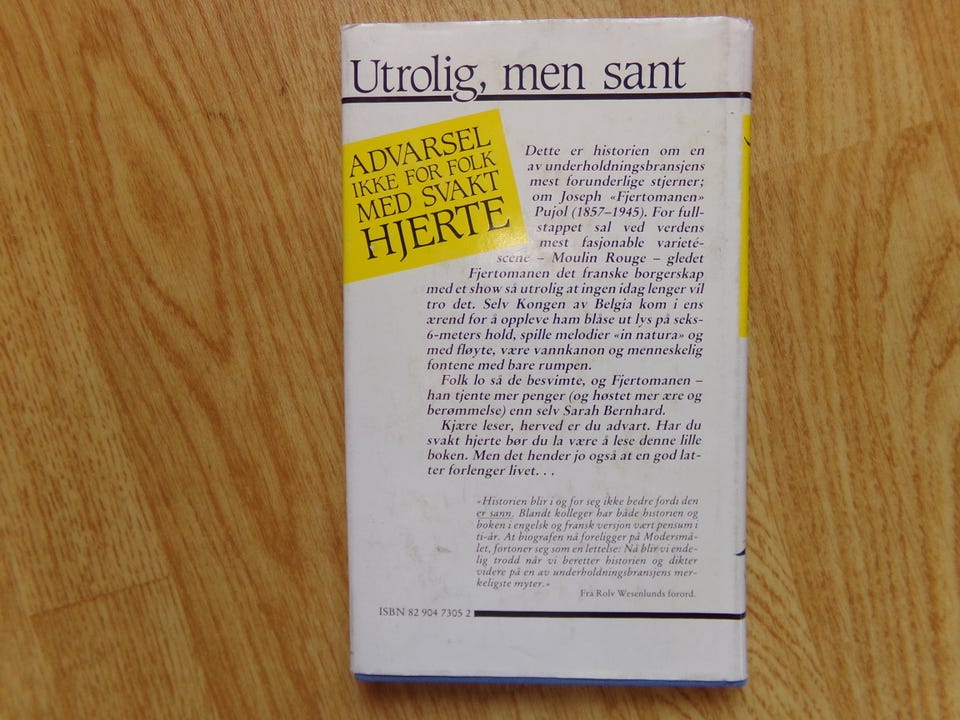 Utrolig, men sant
ADVARSEL
IKKE FOR FOLK
MED SVAKT
HJERTE
Dette er historien om en
av underholdningsbransjens
mest forunderlige stjerner;
om Joseph «Fjertomanen»
Pujol (1857–1945). For full-
stappet sal ved verdens
mest fasjonable varieté-
scene – Moulin Rouge – gledet
Fjertomanen det franske borgerskap
med et show så utrolig at ingen idag lenger vil
tro det. Selv Kongen av Belgia kom i ens
ærend for å oppleve ham blåse ut lys på seks-
6-meters hold, spille melodier «in natura» og
med fløyte, være vannkanon og menneskelig
fontene med bare rumpen.
Folk lo så de besvimte, og Fjertomanen –
han tjente mer penger (og høstet mer ære og
berømmelse) enn selv Sarah Bernhard.
Kjære leser, herved er du advart. Har du
svakt hjerte bør du la være å lese denne lille
boken. Men det hender jo også at en god lat-
ter forlenger livet. . .
«Historien blir i og for seg ikke bedre fordi den
er sann. Blandt kolleger har både historien og
boken i engelsk og fransk versjon vært pensum i
ti-år. At biografen nå foreligger på Modersmå-
let, fortoner seg som en lettelse: Nå blir vi ende-
lig trodd når vi beretter historien og dikter
videre på en av underholdningsbransjens mer-
keligste myter.»
Fra Rolv Wesenlunds forord.
ISBN 82 904 7305 2